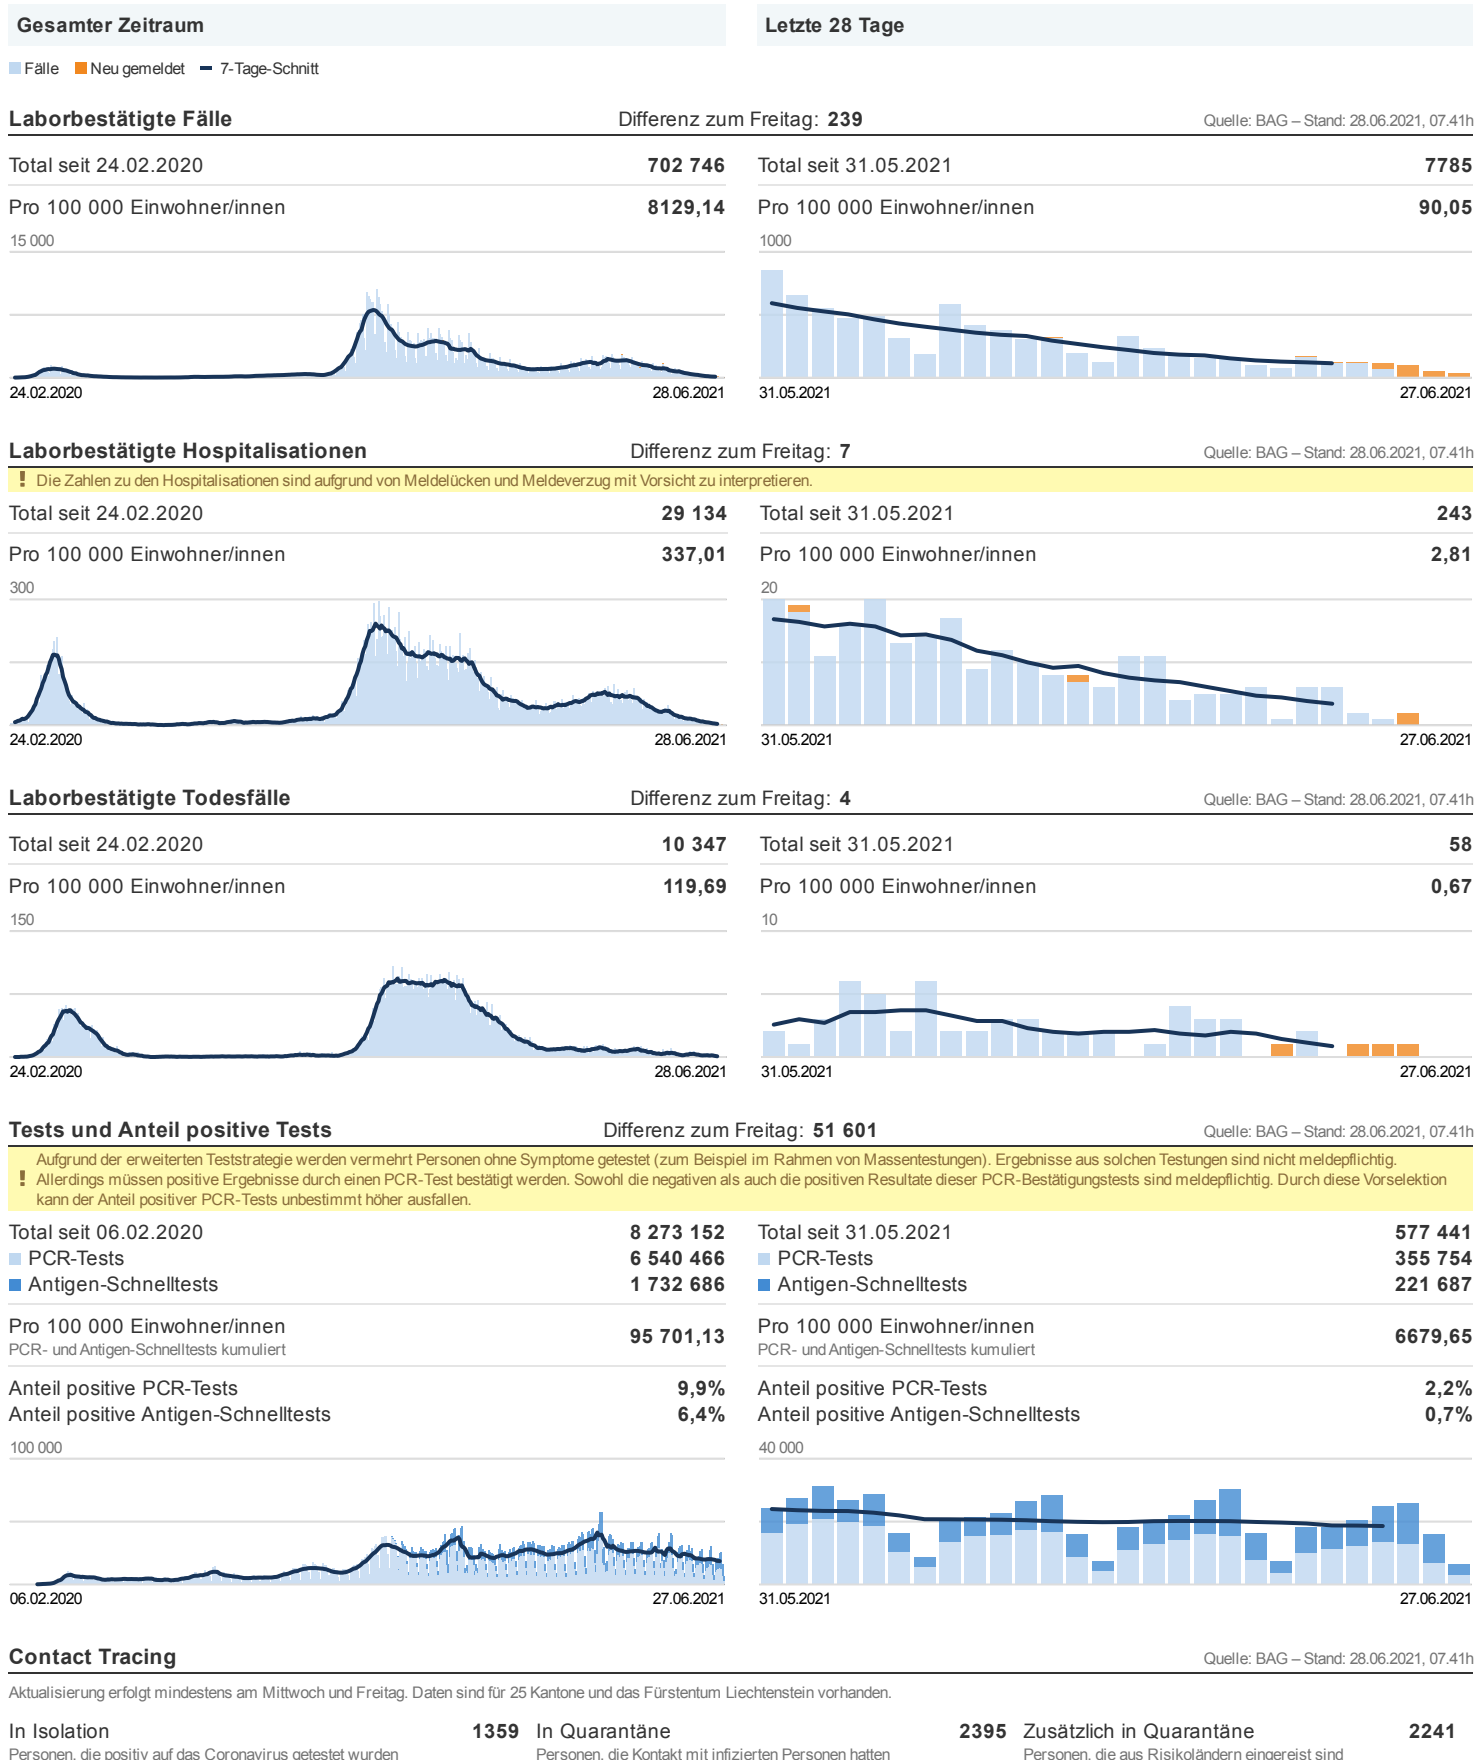 Gesamter Zeitraum
Letzte 28 Tage
Fälle Neu gemeldet 7-Tage-Schnitt
Laborbestätigte Fälle Differenz zum Freitag: 239 Quelle: BAG – Stand: 28.06.2021, 07.41h
Total seit 24.02.2020 702 746 Total seit 31.05.2021 7785
Pro 100 000 Einwohner/innen 8129,14 Pro 100 000 Einwohner/innen 90,05
15 000 1000
24.02.2020 28.06.2021 31.05.2021 27.06.2021
Laborbestätigte Hospitalisationen Differenz zum Freitag: 7 Quelle: BAG – Stand: 28.06.2021, 07.41h
! Die Zahlen zu den Hospitalisationen sind aufgrund von Meldelücken und Meldeverzug mit Vorsicht zu interpretieren.
Total seit 24.02.2020 29 134 Total seit 31.05.2021 243
Pro 100 000 Einwohner/innen 337,01 Pro 100 000 Einwohner/innen 2,81
300 20
24.02.2020 28.06.2021 31.05.2021 27.06.2021
Laborbestätigte Todesfälle Differenz zum Freitag: 4 Quelle: BAG – Stand: 28.06.2021, 07.41h
Total seit 24.02.2020 10 347 Total seit 31.05.2021 58
Pro 100 000 Einwohner/innen 119,69 Pro 100 000 Einwohner/innen 0,67
150 10
24.02.2020 28.06.2021 31.05.2021 27.06.2021
Tests und Anteil positive Tests Differenz zum Freitag: 51 601 Quelle: BAG – Stand: 28.06.2021, 07.41h
Aufgrund der erweiterten Teststrategie werden vermehrt Personen ohne Symptome getestet (zum Beispiel im Rahmen von Massentestungen). Ergebnisse aus solchen Testungen sind nicht meldepflichtig.
! Allerdings müssen positive Ergebnisse durch einen PCR-Test bestätigt werden. Sowohl die negativen als auch die positiven Resultate dieser PCR-Bestätigungstests sind meldepflichtig. Durch diese Vorselektion
kann der Anteil positiver PCR-Tests unbestimmt höher ausfallen.
Total seit 06.02.2020 8 273 152 Total seit 31.05.2021 577 441
PCR-Tests 6 540 466 PCR-Tests 355 754
Antigen-Schnelltests 1 732 686 Antigen-Schnelltests 221 687
Pro 100 000 Einwohner/innen 95 701,13 Pro 100 000 Einwohner/innen 6679,65
PCR- und Antigen-Schnelltests kumuliert PCR- und Antigen-Schnelltests kumuliert
Anteil positive PCR-Tests 9,9% Anteil positive PCR-Tests 2,2%
Anteil positive Antigen-Schnelltests 6,4% Anteil positive Antigen-Schnelltests 0,7%
100 000 40 000
06.02.2020 27.06.2021 31.05.2021 27.06.2021
Contact Tracing Quelle: BAG – Stand: 28.06.2021, 07.41h
Aktualisierung erfolgt mindestens am Mittwoch und Freitag. Daten sind für 25 Kantone und das Fürstentum Liechtenstein vorhanden.
In Isolation 1359 In Quarantäne 2395 Zusätzlich in Quarantäne 2241
Personen, die positiv auf das Coronavirus getestet wurden Personen, die Kontakt mit infizierten Personen hatten Personen, die aus Risikoländern eingereist sind